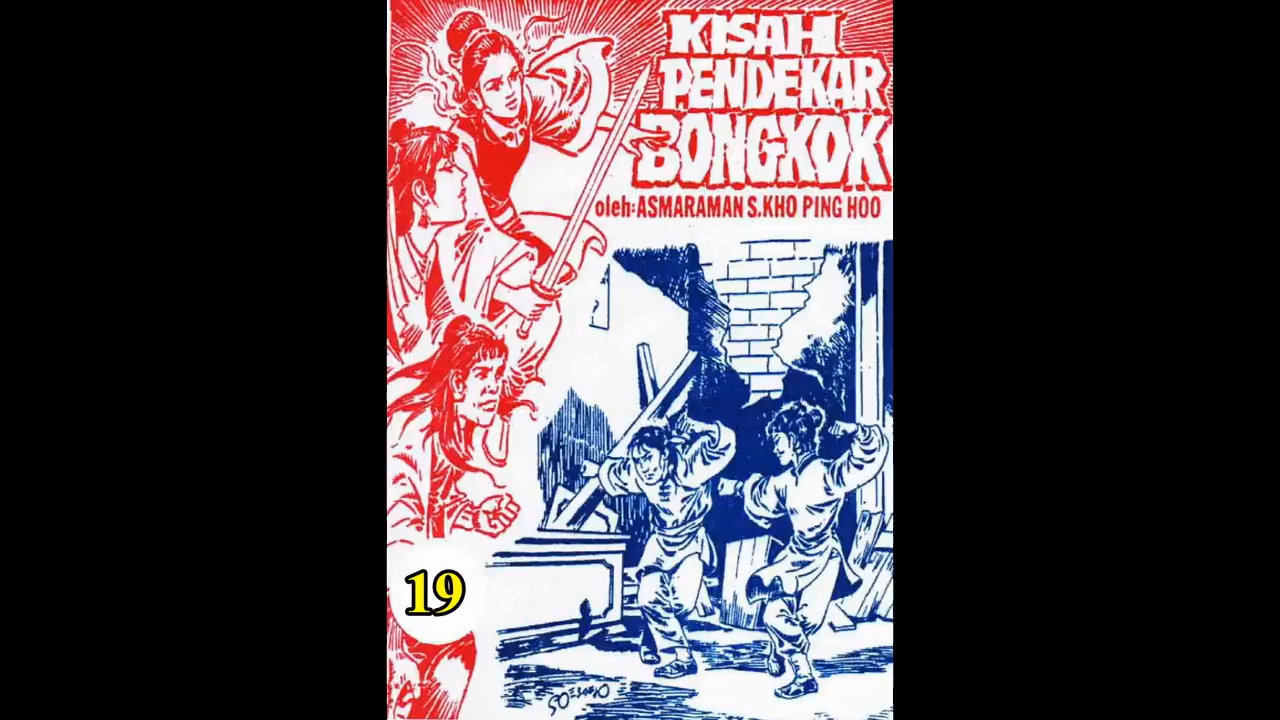 KISAH
PENDEKAR
BONGKOK
oleh: ASMARAMAN S. KHO PING HOO
19